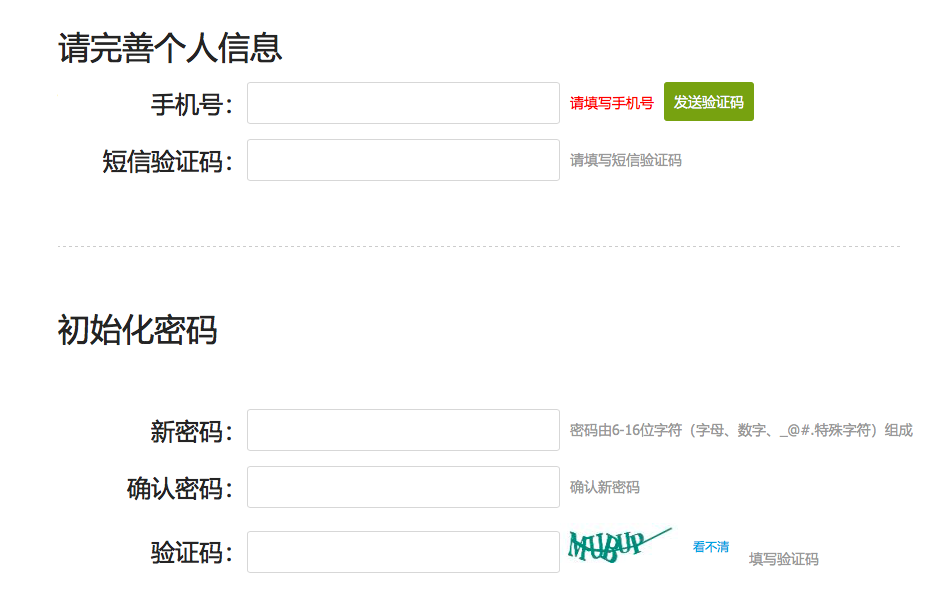 请完善个人信息
手机号： 请填写手机号 发送验证码
短信验证码： 请填写短信验证码
初始化密码
新密码： 密码由6-16位字符（字母、数字、_@#.特殊字符）组成
确认密码： 确认新密码
验证码： MUBUP 看不清 填写验证码